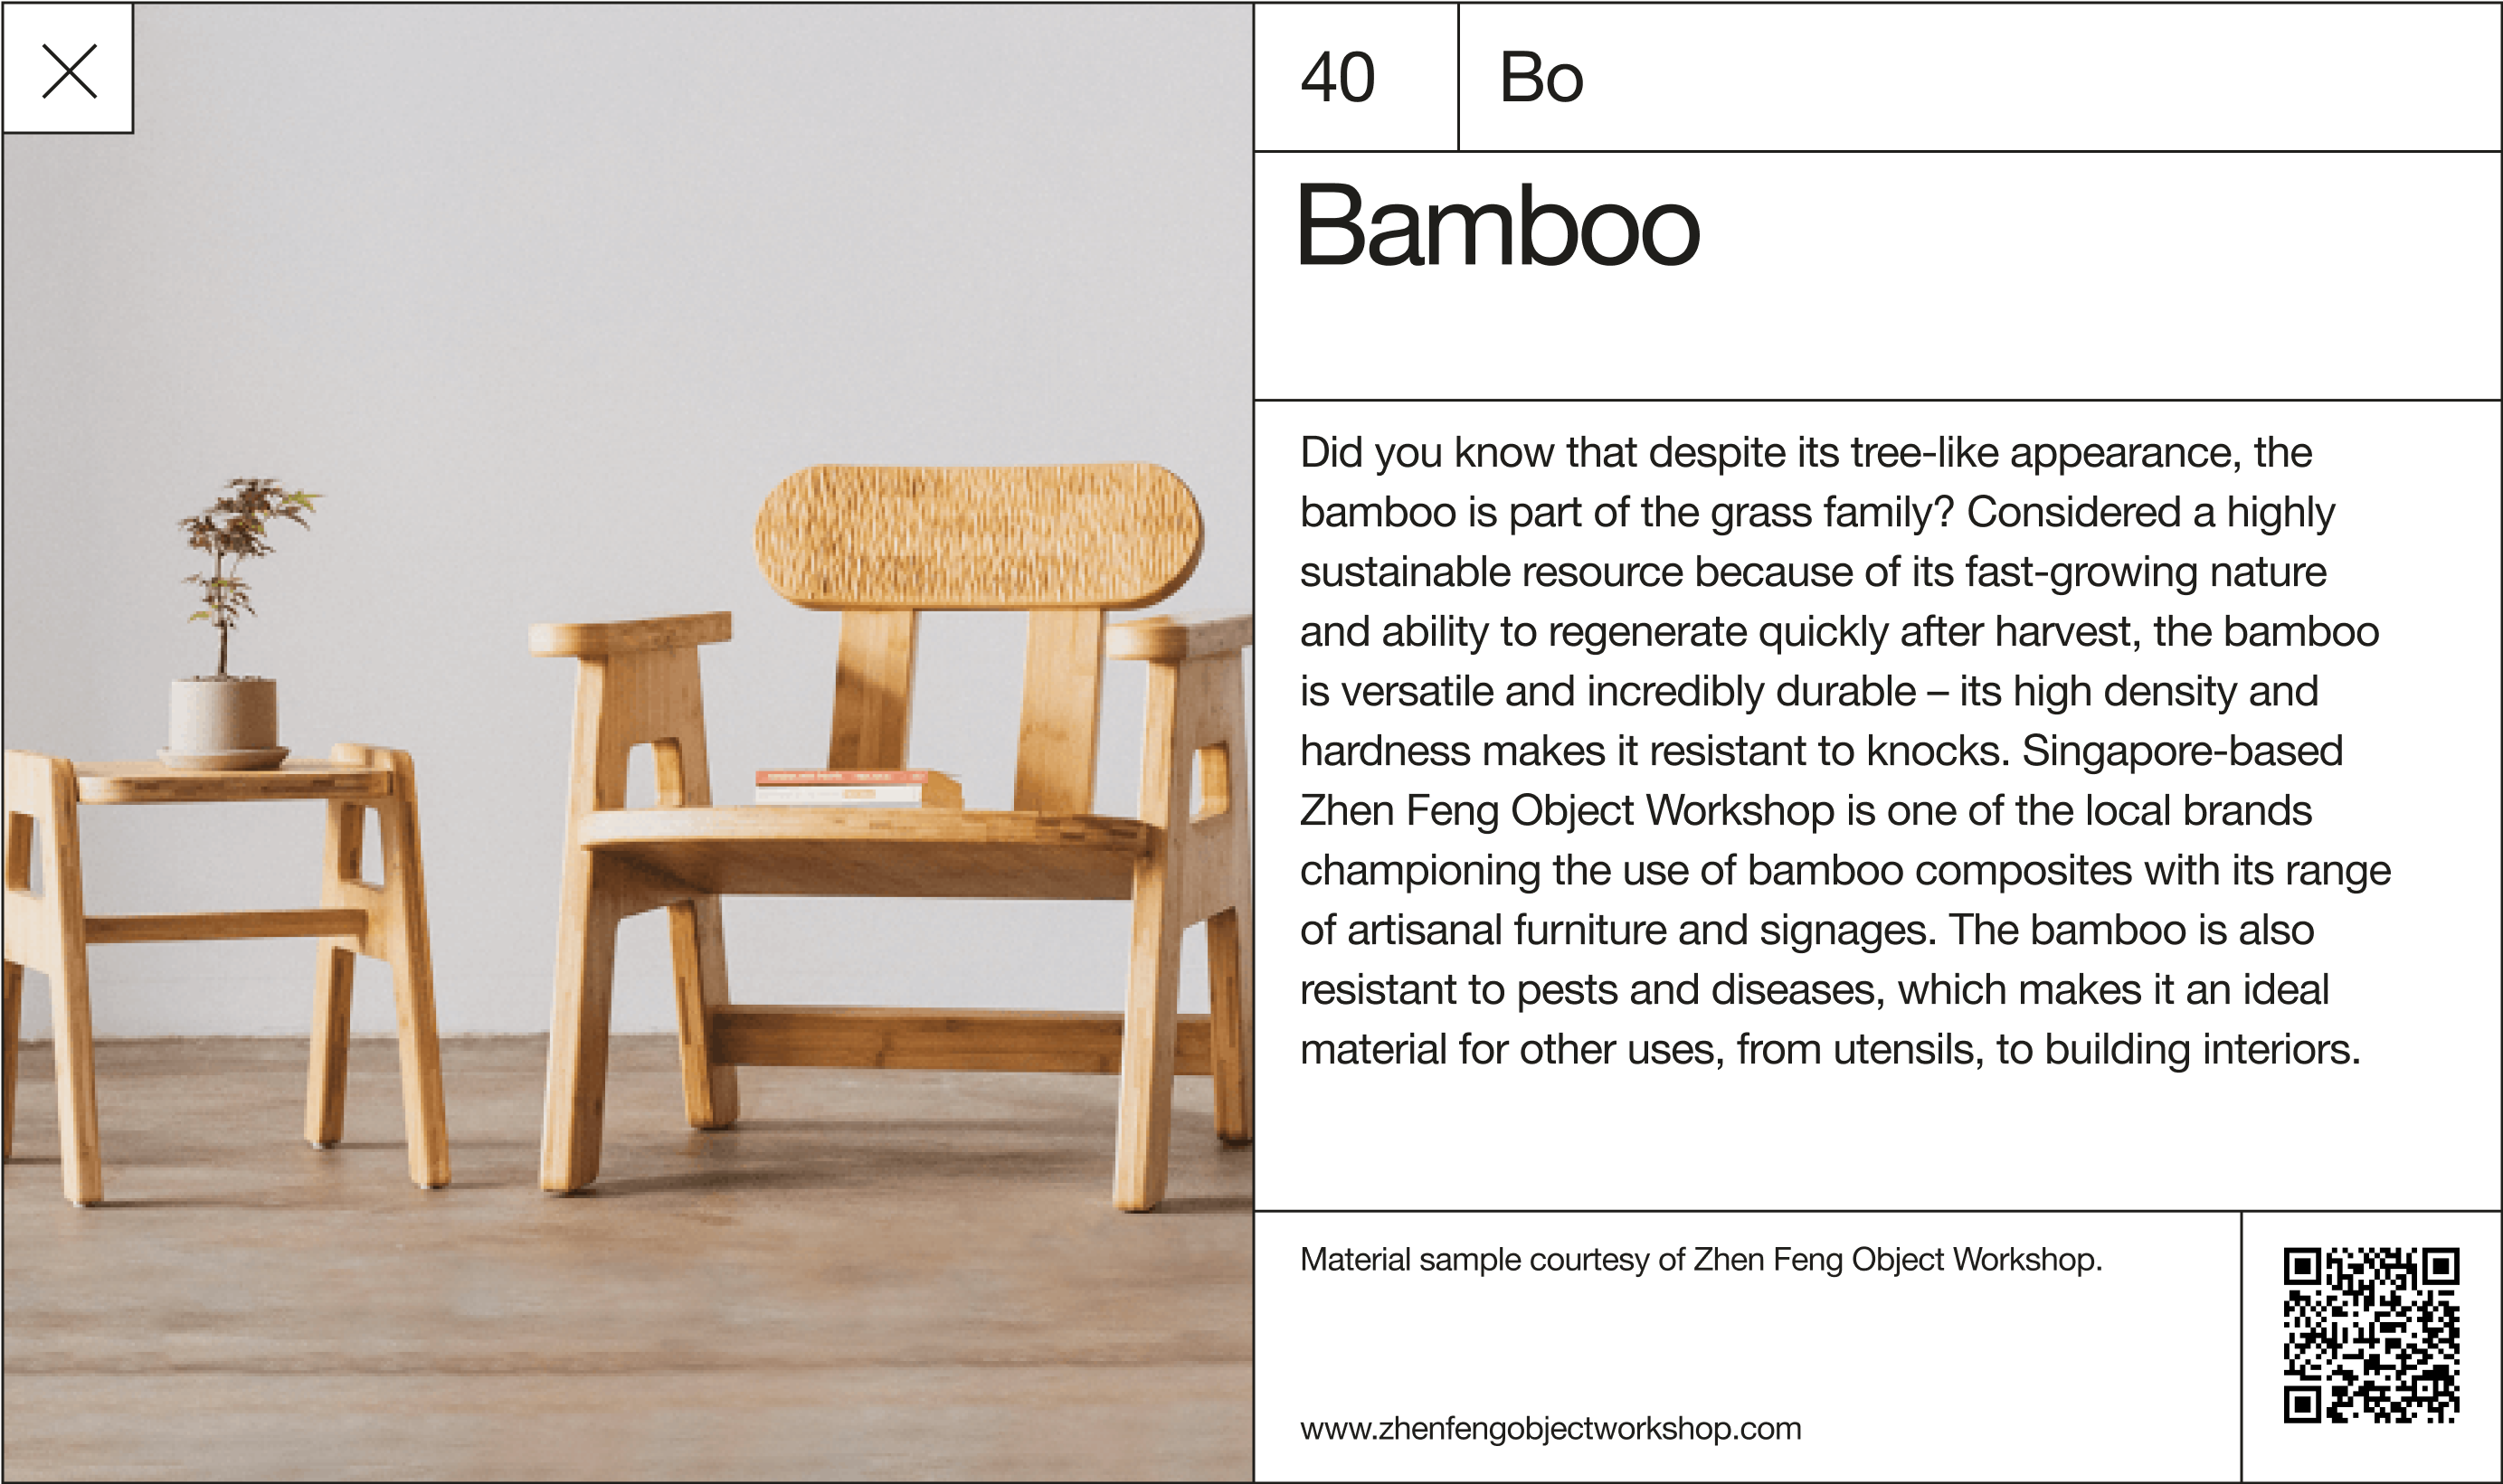 40
Bo
Bamboo
Did you know that despite its tree-like appearance, the
bamboo is part of the grass family? Considered a highly
sustainable resource because of its fast-growing nature
and ability to regenerate quickly after harvest, the bamboo
is versatile and incredibly durable – its high density and
hardness makes it resistant to knocks. Singapore-based
Zhen Feng Object Workshop is one of the local brands
championing the use of bamboo composites with its range
of artisanal furniture and signages. The bamboo is also
resistant to pests and diseases, which makes it an ideal
material for other uses, from utensils, to building interiors.
Material sample courtesy of Zhen Feng Object Workshop.
www.zhenfengobjectworkshop.com